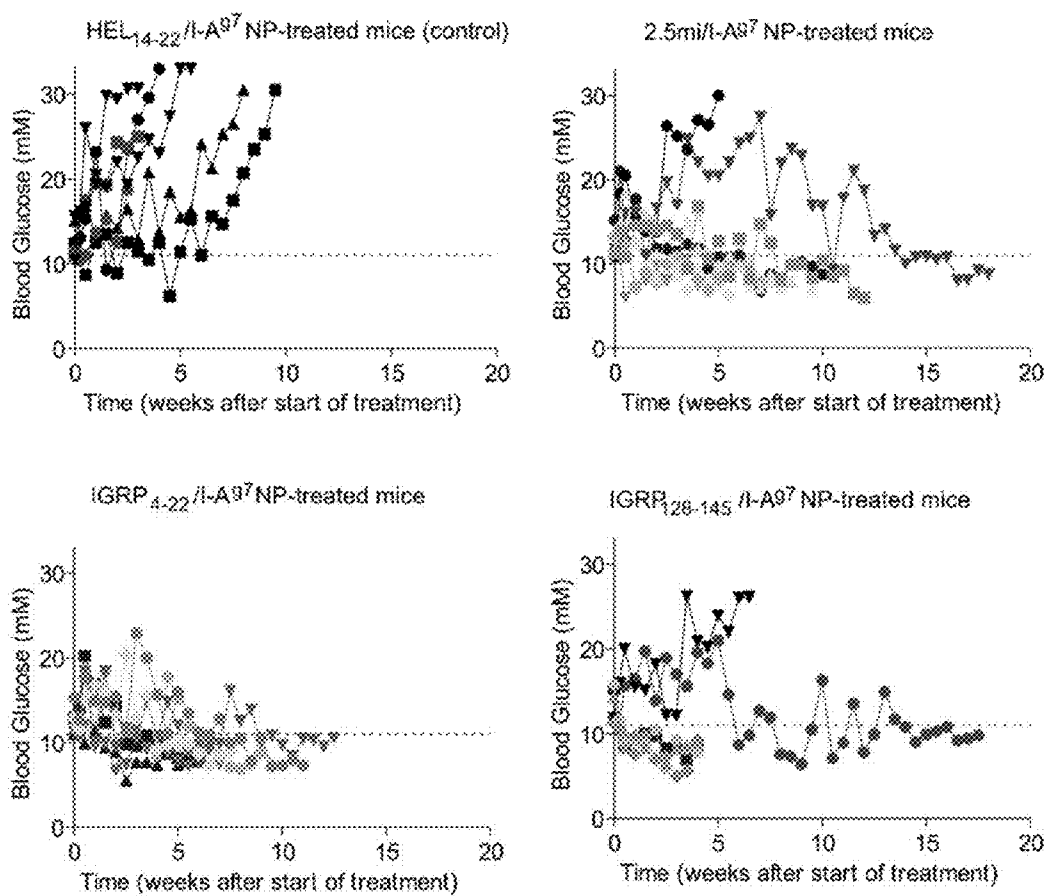 HEL14-22/I-Ag7 NP-treated mice (control)
Blood Glucose (mM)
30
20
10
0
0 5 10 15 20
Time (weeks after start of treatment)
2.5mi/I-Ag7 NP-treated mice
Blood Glucose (mM)
30
20
10
0
0 5 10 15 20
Time (weeks after start of treatment)
IGRP4-22/I-Ag7 NP-treated mice
Blood Glucose (mM)
30
20
10
0
0 5 10 15 20
Time (weeks after start of treatment)
IGRP128-145/I-Ag7 NP-treated mice
Blood Glucose (mM)
30
20
10
0
0 5 10 15 20
Time (weeks after start of treatment)